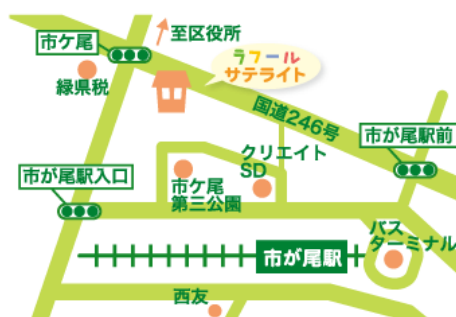 至区役所
市ケ尾
ラフール
サテライト
緑県税
国道246号
市が尾駅前
クリエイト
SD
市が尾駅入口
市ケ尾
第三公園
バス
ターミナル
市が尾駅
西友